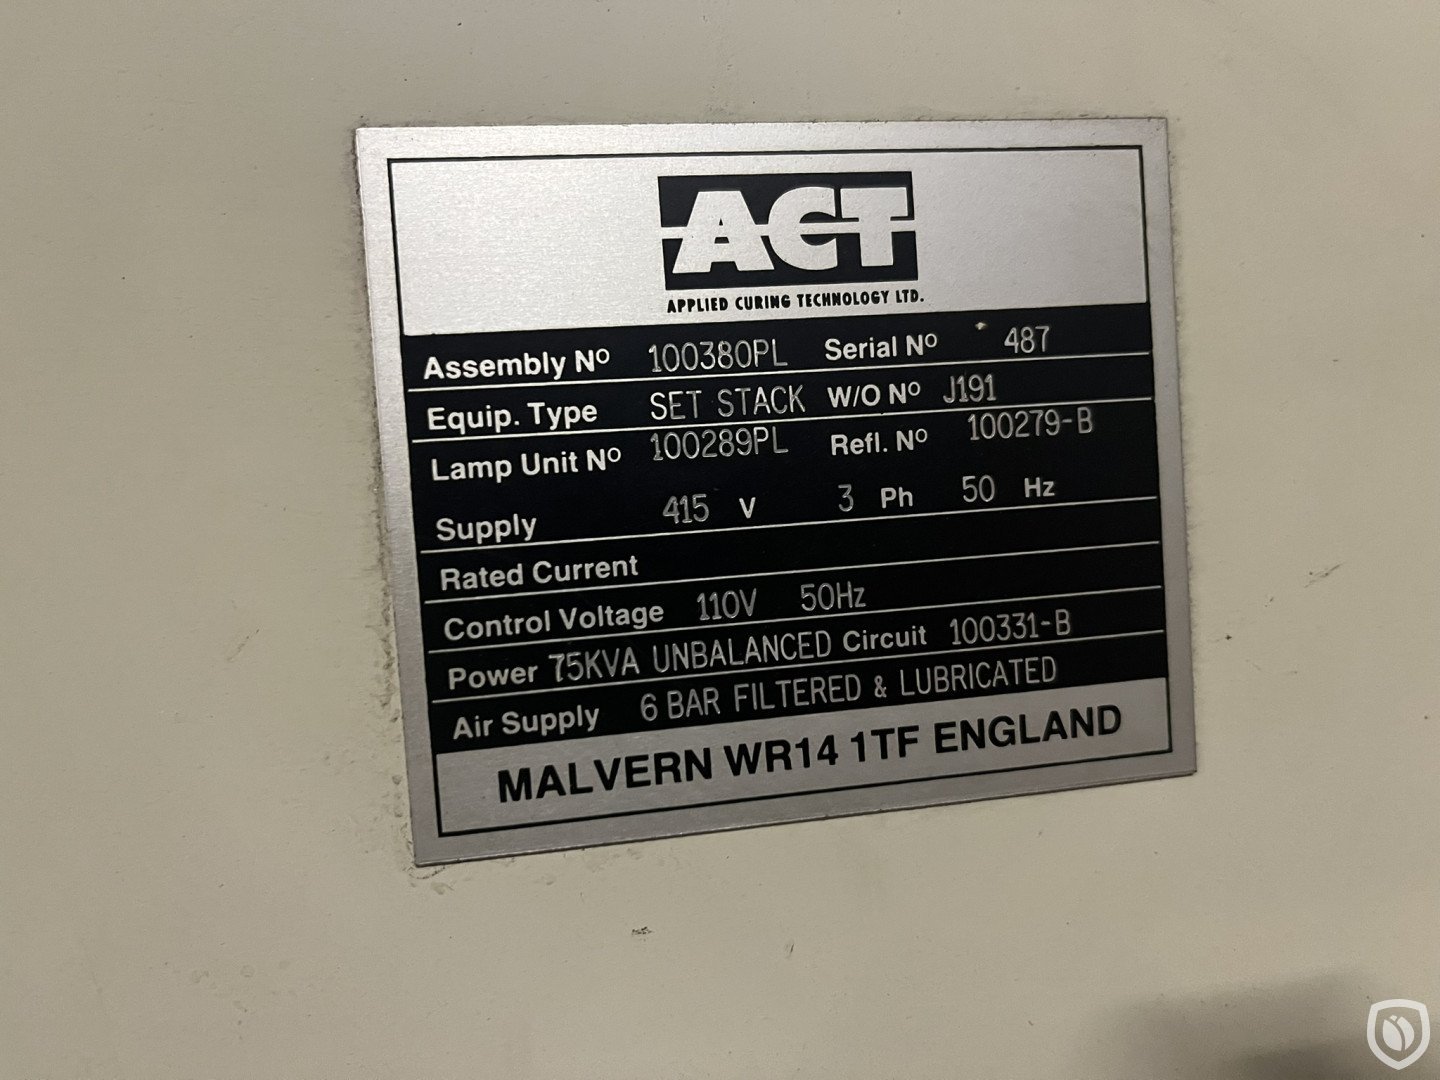 ACT
APPLIED CURING TECHNOLOGY LTD.
Assembly Nº 100380PL Serial Nº 487
Equip. Type SET STACK W/O Nº J191
Lamp Unit Nº 100289PL Refl. Nº 100279-B
Supply 415 V 3 Ph 50 Hz
Rated Current
Control Voltage 110V 50Hz
Power 75KVA UNBALANCED Circuit 100331-B
Air Supply 6 BAR FILTERED & LUBRICATED
MALVERN WR14 1TF ENGLAND